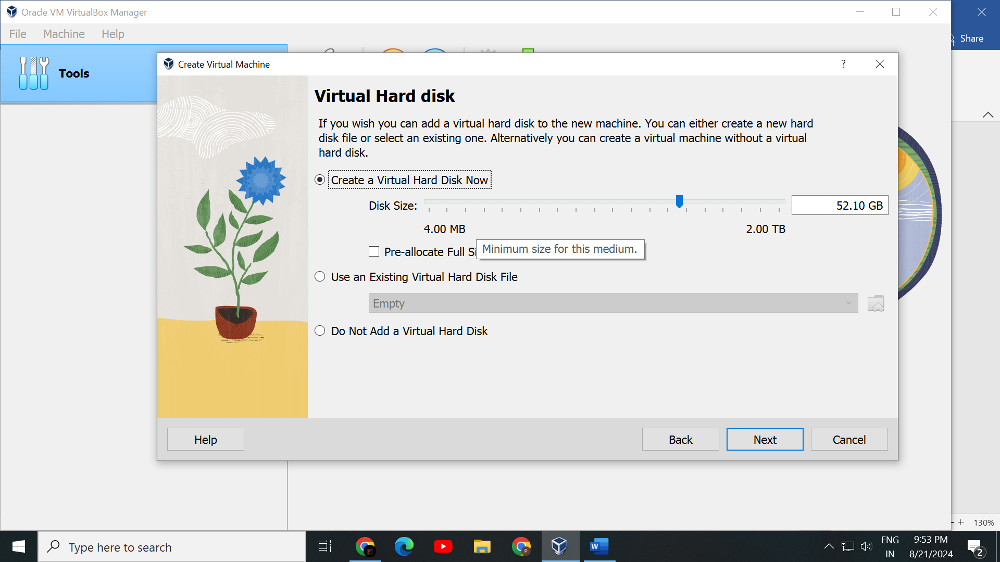 Oracle VM VirtualBox Manager
File Machine Help
Share
Tools
Create Virtual Machine
?
Virtual Hard disk
If you wish you can add a virtual hard disk to the new machine. You can either create a new hard
disk file or select an existing one. Alternatively you can create a virtual machine without a virtual
hard disk.
Create a Virtual Hard Disk Now
Disk Size:
52.10 GB
4.00 MB
2.00 TB
Pre-allocate Full Si
Minimum size for this medium.
Use an Existing Virtual Hard Disk File
Empty
Do Not Add a Virtual Hard Disk
Help
Back
Next
Cancel
130%
Type here to search
ENG
IN
9:53 PM
8/21/2024
2